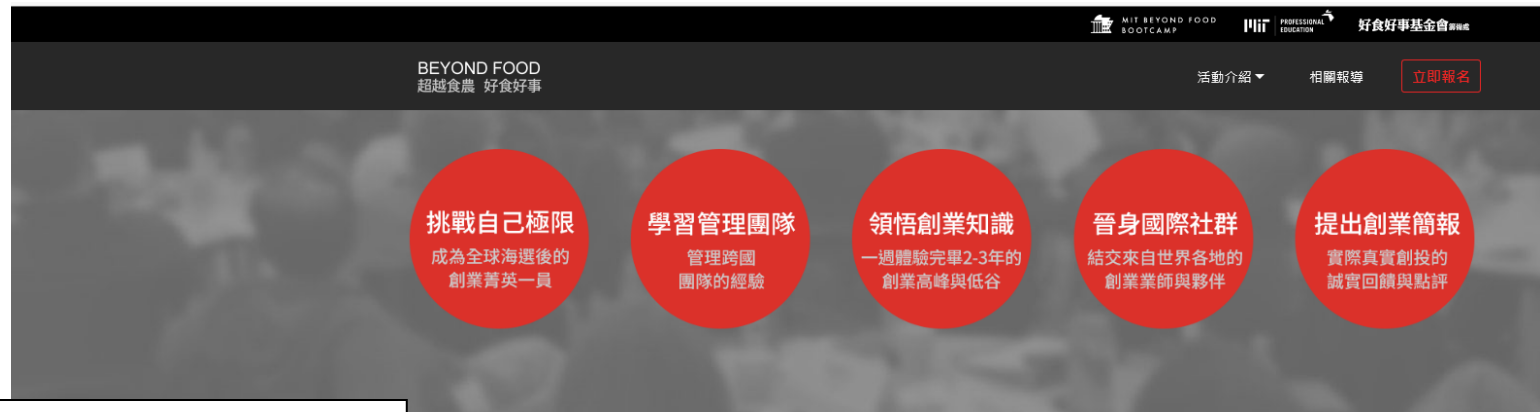 MIT BEYOND FOOD
BOOTCAMP
MIT PROFESSIONAL
EDUCATION
好食好事基金會籌備處
BEYOND FOOD
超越食農 好食好事
活動介紹
相關報導
立即報名
挑戰自己極限
成為全球海選後的
創業菁英一員
學習管理團隊
管理跨國
團隊的經驗
領悟創業知識
一週體驗完畢2-3年的
創業高峰與低谷
晉身國際社群
結交來自世界各地的
創業業師與夥伴
提出創業簡報
實際真實創投的
誠實回饋與點評